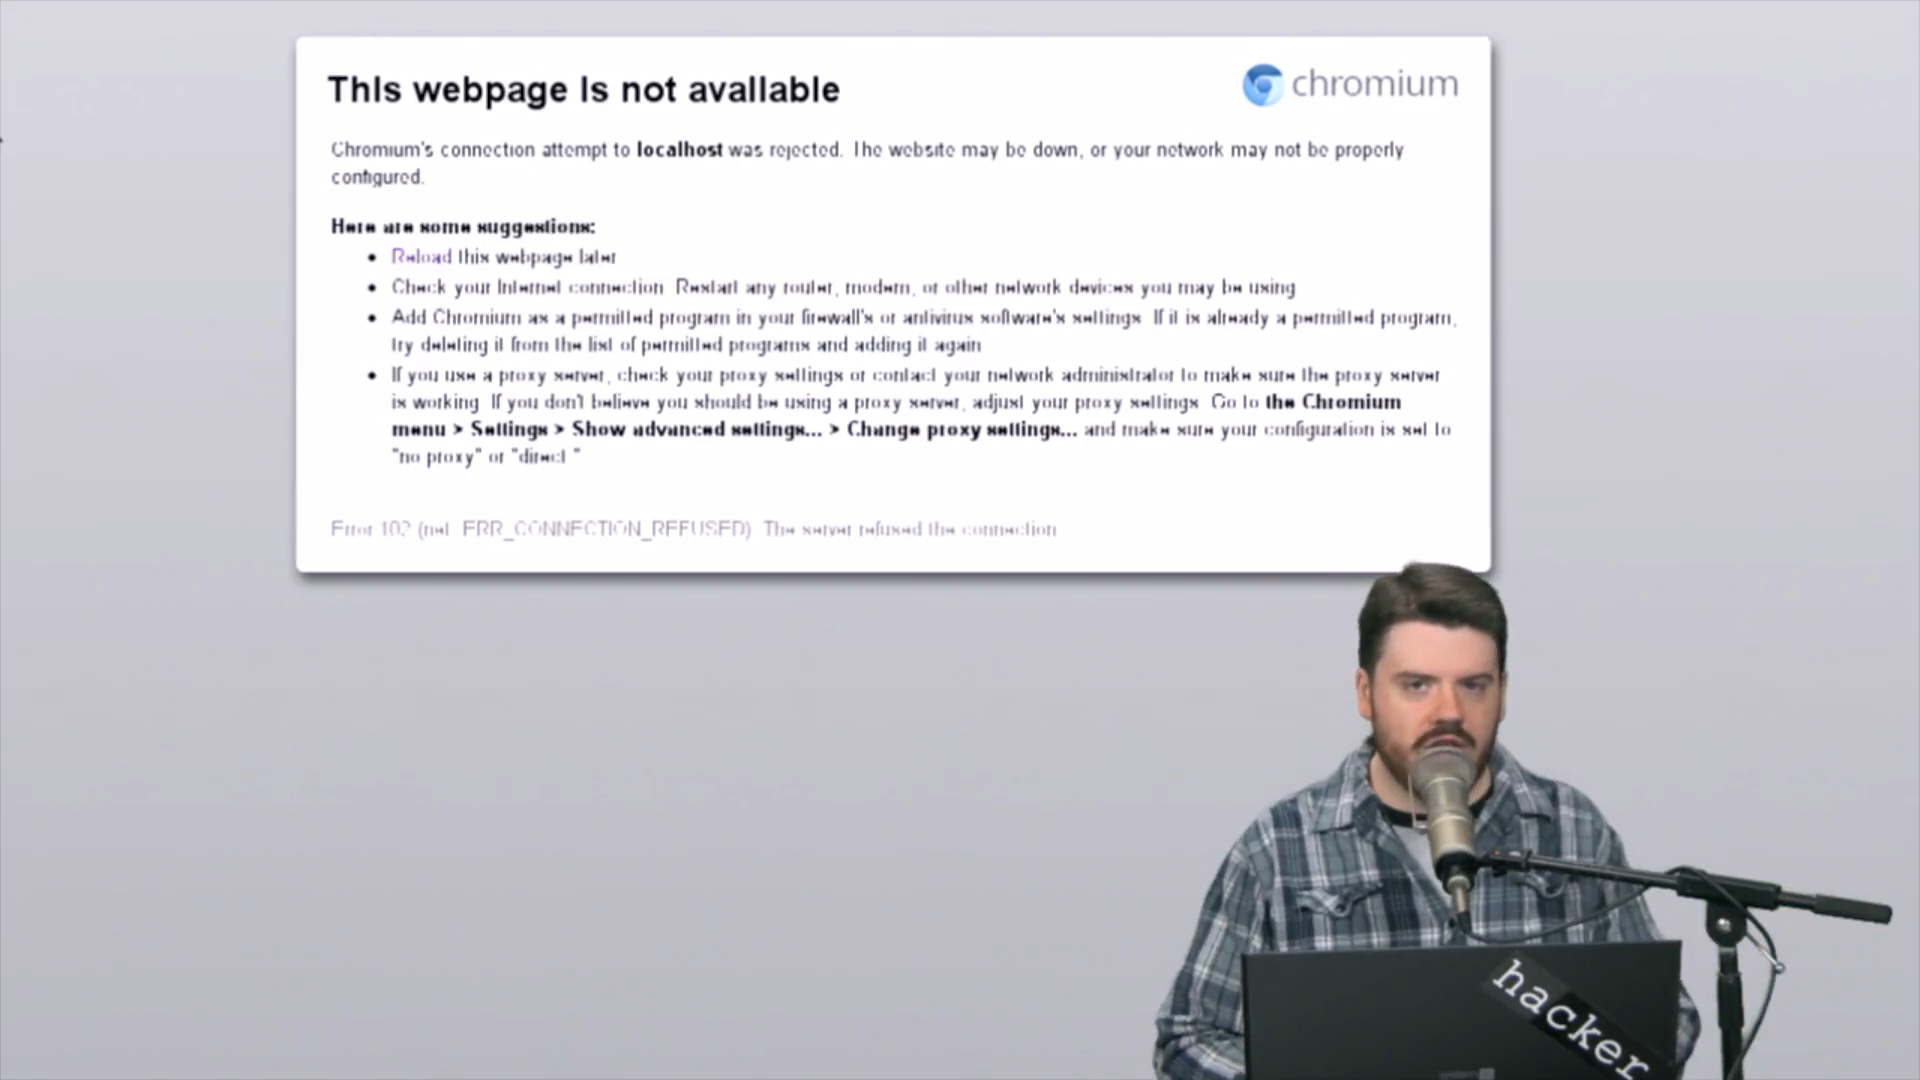 This webpage is not available
chromium
Chromium's connection attempt to localhost was rejected. The website may be down, or your network may not be properly
configured.
Here are some suggestions:
Reload this webpage later
Check your Internet connection Restart any router, modem, or other network devices you may be using
Add Chromium as a permitted program in your firewall's or antivirus software's settings If it is already a permitted program,
try deleting it from the list of permitted programs and adding it again
If you use a proxy server, check your proxy settings or contact your network administrator to make sure the proxy server
is working If you don't believe you should be using a proxy server, adjust your proxy settings Go to the Chromium
menu > Settings > Show advanced settings... > Change proxy settings... and make sure your configuration is set to
"no proxy" or "direct "
Error 102 (net ERR_CONNECTION_REFUSED) The server refused the connection
hacker